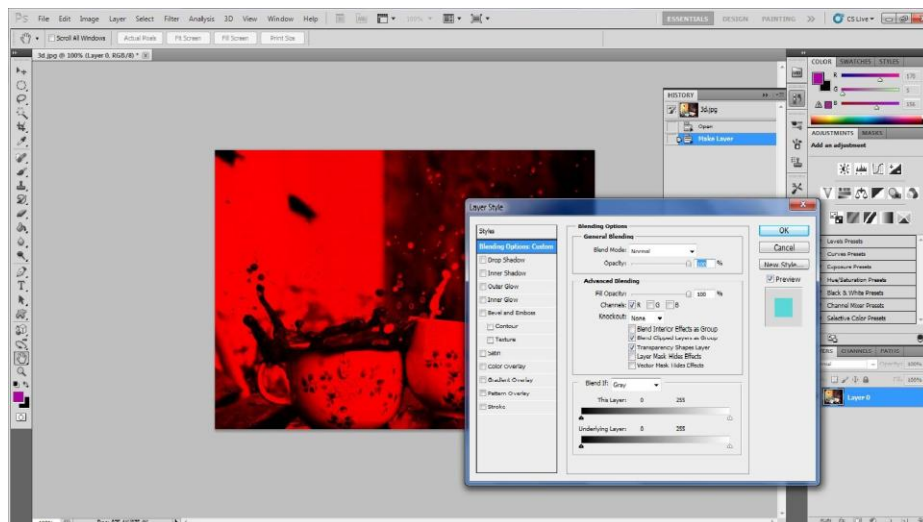 PS File Edit Image Layer Select Filter Analysis 3D View Window Help 100% ESSENTIALS DESIGN PAINTING CS Live
Scroll All Windows Actual Pixels Fit Screen Fill Screen Print Size
3d.jpg @ 100% (Layer 0, RGB/8) *
HISTORY
3d.jpg
Open
Make Layer
COLOR SWATCHES STYLES
R
G
B
ADJUSTMENTS MASKS
Add an adjustment
Levels Presets
Curves Presets
Exposure Presets
Hue/Saturation Presets
Black & White Presets
Channel Mixer Presets
Selective Color Presets
CHANNELS PATHS
Layer 0
Layer Style
Styles
Blending Options: Custom
Drop Shadow
Inner Shadow
Outer Glow
Inner Glow
Bevel and Emboss
Contour
Texture
Satin
Color Overlay
Gradient Overlay
Pattern Overlay
Stroke
Blending Options
General Blending
Blend Mode: Normal
Opacity: 100 %
Advanced Blending
Fill Opacity: 100 %
Channels: R G B
Knockout: None
Blend Interior Effects as Group
Blend Clipped Layers as Group
Transparency Shapes Layer
Layer Mask Hides Effects
Vector Mask Hides Effects
Blend If: Gray
This Layer: 0 255
Underlying Layer: 0 255
OK
Cancel
New Style...
Preview